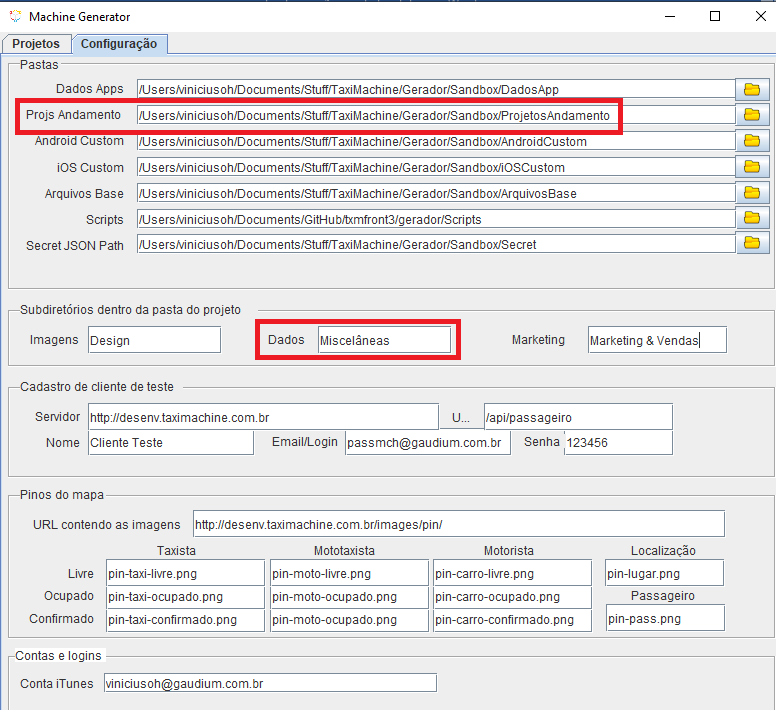 Machine Generator
Projetos Configuração
Pastas
Dados Apps /Users/viniciusoh/Documents/Stuff/TaxiMachine/Gerador/Sandbox/DadosApp
Projs Andamento /Users/viniciusoh/Documents/Stuff/TaxiMachine/Gerador/Sandbox/ProjetosAndamento
Android Custom /Users/viniciusoh/Documents/Stuff/TaxiMachine/Gerador/Sandbox/AndroidCustom
iOS Custom /Users/viniciusoh/Documents/Stuff/TaxiMachine/Gerador/Sandbox/iOSCustom
Arquivos Base /Users/viniciusoh/Documents/Stuff/TaxiMachine/Gerador/Sandbox/ArquivosBase
Scripts /Users/viniciusoh/Documents/GitHub/txmfront3/gerador/Scripts
Secret JSON Path /Users/viniciusoh/Documents/Stuff/TaxiMachine/Gerador/Sandbox/Secret
Subdiretórios dentro da pasta do projeto
Imagens Design Dados Miscelâneas Marketing Marketing & Vendas
Cadastro de cliente de teste
Servidor http://desenv.taximachine.com.br U... /api/passageiro
Nome Cliente Teste Email/Login passmch@gaudium.com.br Senha 123456
Pinos do mapa
URL contendo as imagens http://desenv.taximachine.com.br/images/pin/
Taxista Mototaxista Motorista Localização
Livre pin-taxi-livre.png pin-moto-livre.png pin-carro-livre.png pin-lugar.png
Ocupado pin-taxi-ocupado.png pin-moto-ocupado.png pin-carro-ocupado.png Passageiro
Confirmado pin-taxi-confirmado.png pin-moto-ocupado.png pin-carro-confirmado.png pin-pass.png
Contas e logins
Conta iTunes viniciusoh@gaudium.com.br